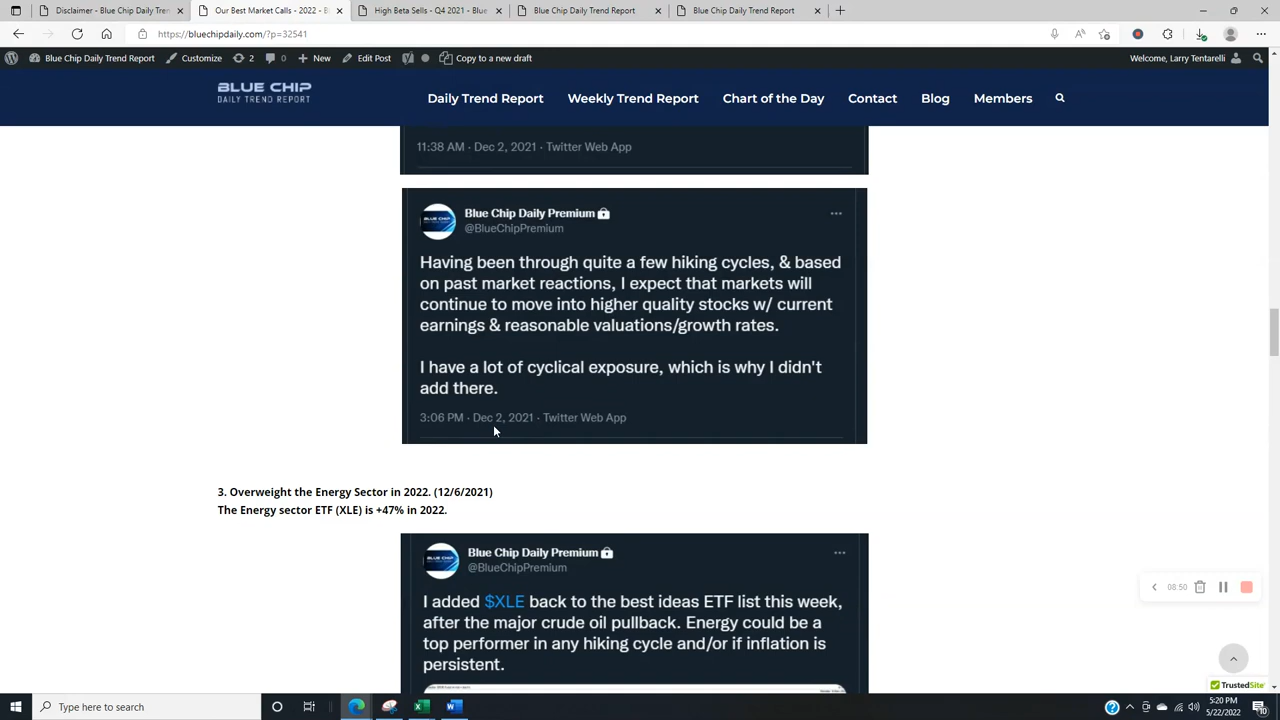 Disclaimer - Blue Chip Daily Tren
Our Best Market Calls - 2022 - B
High Beta Sells - Q4 2021 - Blue
Blue Chip Daily Trend Report
Blue Chip Daily Trend Report
https://bluechipdaily.com/?p=32541
Blue Chip Daily Trend Report
Customize
2
0
New
Edit Post
Copy to a new draft
Welcome, Larry Tentarelli
BLUE CHIP
DAILY TREND REPORT
Daily Trend Report
Weekly Trend Report
Chart of the Day
Contact
Blog
Members
11:38 AM · Dec 2, 2021 · Twitter Web App
Blue Chip Daily Premium
@BlueChipPremium
Having been through quite a few hiking cycles, & based
on past market reactions, I expect that markets will
continue to move into higher quality stocks w/ current
earnings & reasonable valuations/growth rates.
I have a lot of cyclical exposure, which is why I didn't
add there.
3:06 PM · Dec 2, 2021 · Twitter Web App
3. Overweight the Energy Sector in 2022. (12/6/2021)
The Energy sector ETF (XLE) is +47% in 2022.
Blue Chip Daily Premium
@BlueChipPremium
I added $XLE back to the best ideas ETF list this week,
after the major crude oil pullback. Energy could be a
top performer in any hiking cycle and/or if inflation is
persistent.
08:50
TrustedSite
Type here to search
5:20 PM
5/22/2022